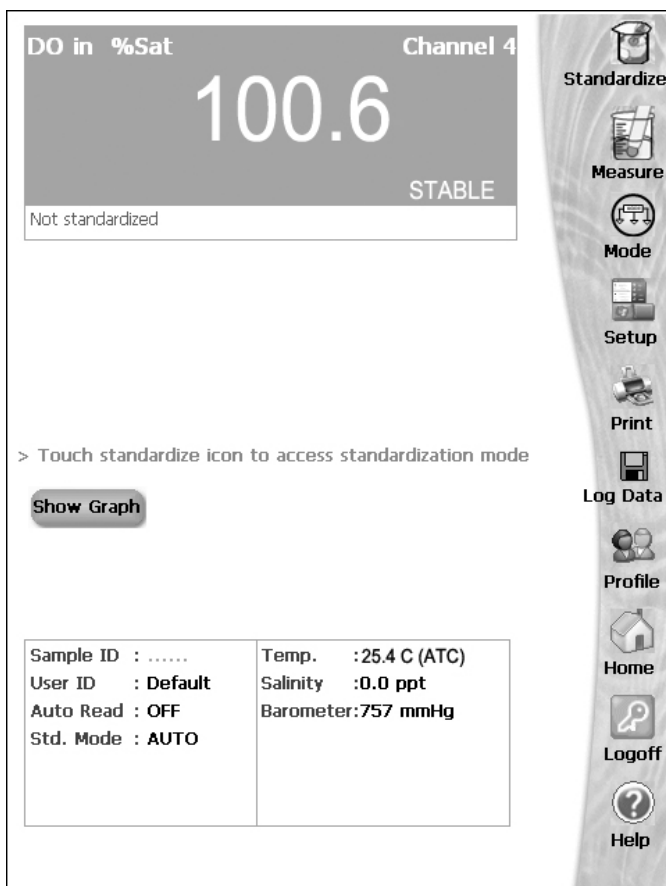 DO in %Sat Channel 4
100.6
STABLE
Not standardized
> Touch standardize icon to access standardization mode
Show Graph
Sample ID : ......
User ID : Default
Auto Read : OFF
Std. Mode : AUTO
Temp. :25.4 C (ATC)
Salinity :0.0 ppt
Barometer:757 mmHg
Standardize
Measure
Mode
Setup
Print
Log Data
Profile
Home
Logoff
?
Help